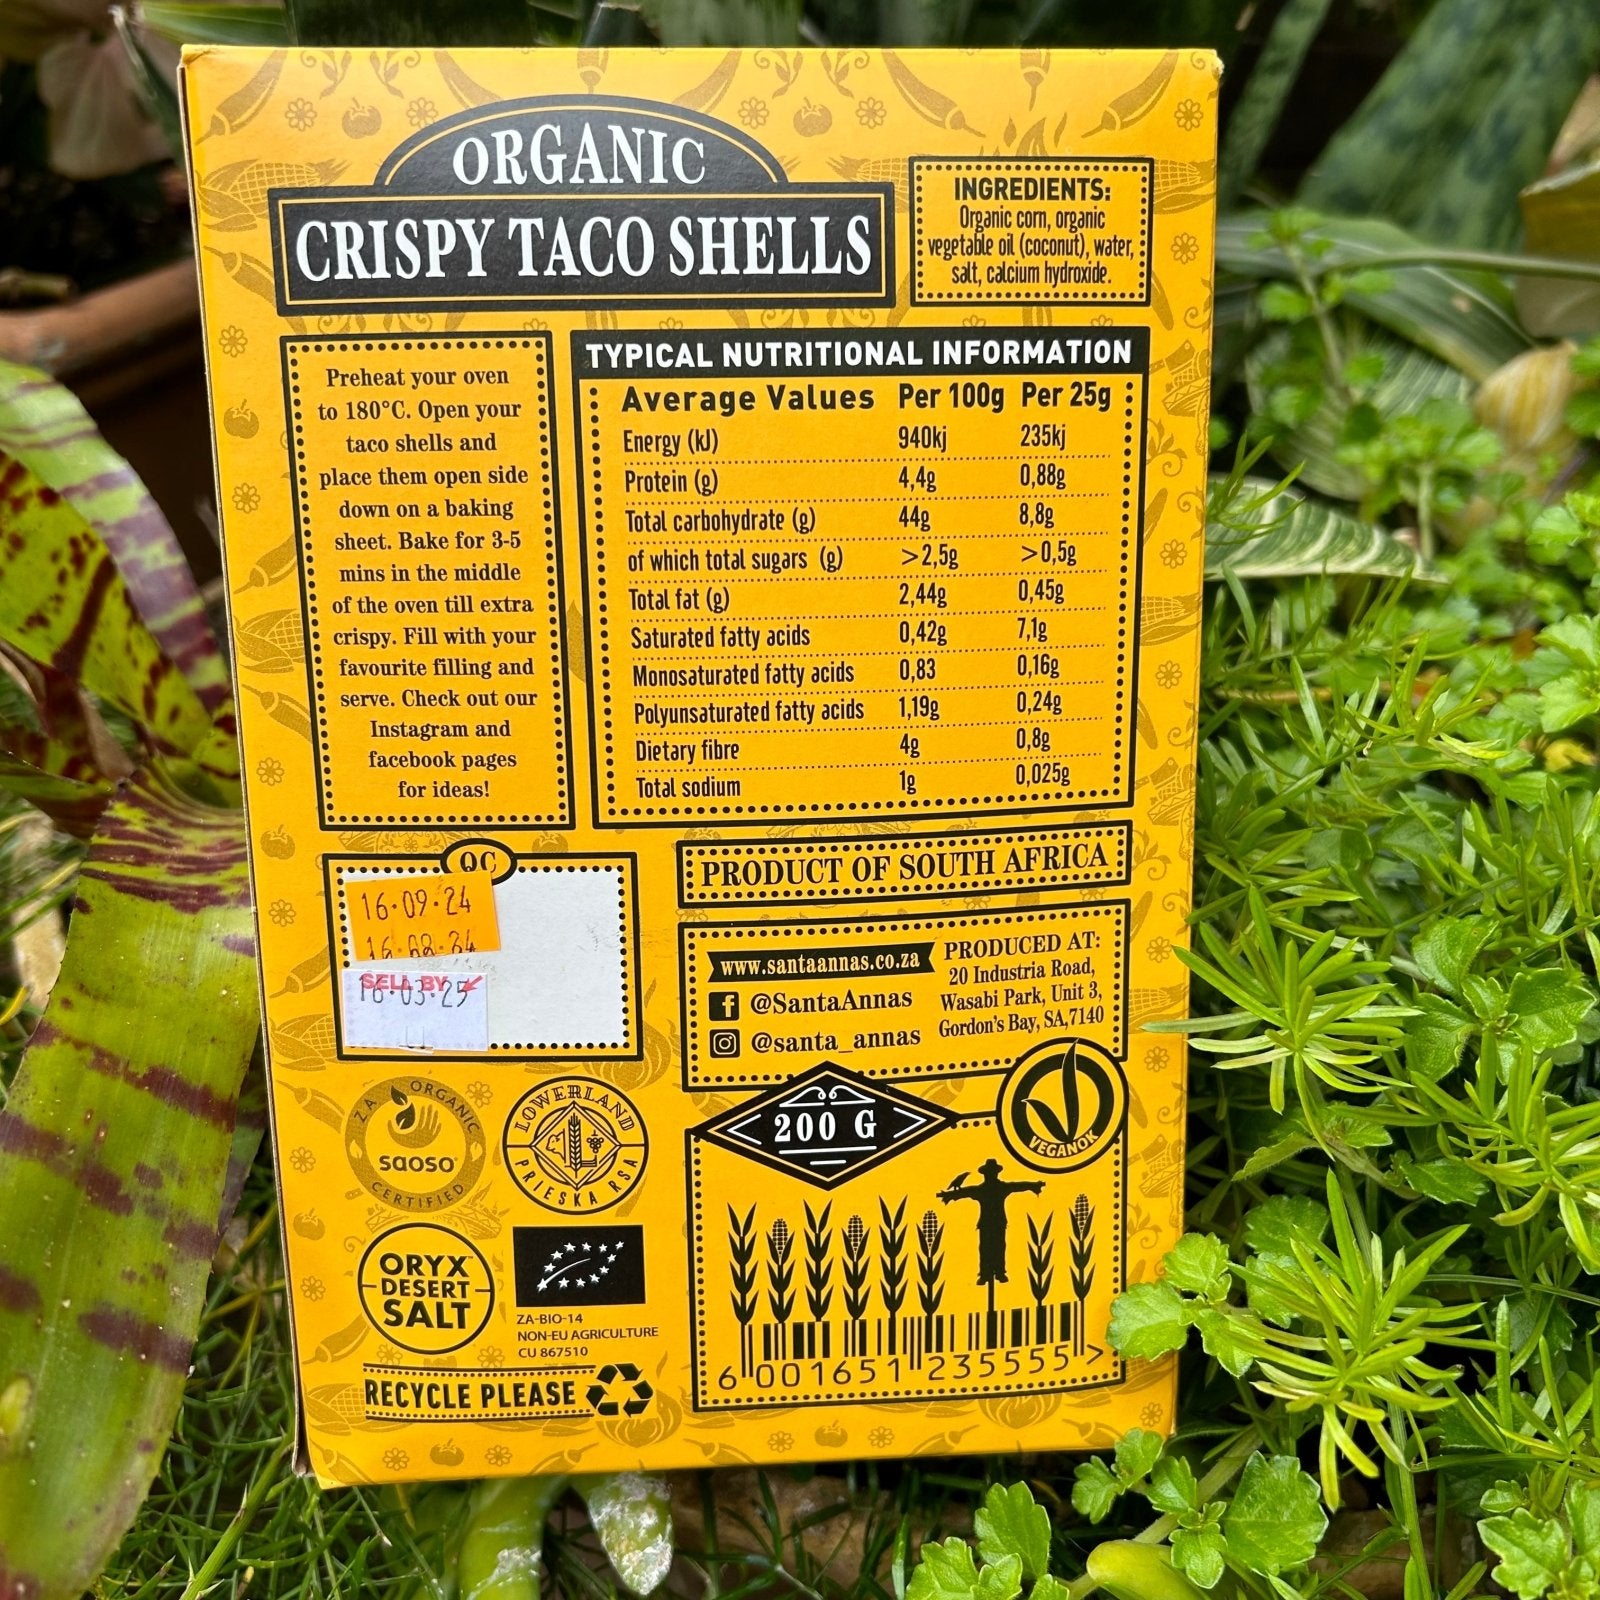 ORGANIC
CRISPY TACO SHELLS
INGREDIENTS:
Organic corn, organic
vegetable oil (coconut), water,
salt, calcium hydroxide.
Preheat your oven
to 180°C. Open your
taco shells and
place them open side
down on a baking
sheet. Bake for 3-5
mins in the middle
of the oven till extra
crispy. Fill with your
favourite filling and
serve. Check out our
Instagram and
facebook pages
for ideas!
TYPICAL NUTRITIONAL INFORMATION
Average Values Per 100g Per 25g
Energy (kJ) 940kj 235kj
Protein (g) 4,4g 0,88g
Total carbohydrate (g) 44g 8,8g
of which total sugars (g) >2,5g >0,5g
Total fat (g) 2,44g 0,45g
Saturated fatty acids 0,42g 7,1g
Monosaturated fatty acids 0,83 0,16g
Polyunsaturated fatty acids 1,19g 0,24g
Dietary fibre 4g 0,8g
Total sodium 1g 0,025g
QC
16·09·24
SELL BY
16·03·25
PRODUCT OF SOUTH AFRICA
www.santaannas.co.za
@SantaAnnas
@santa_annas
PRODUCED AT:
20 Industria Road,
Wasabi Park, Unit 3,
Gordon's Bay, SA,7140
ZA ORGANIC
saoso
CERTIFIED
LOWERLAND
PRIESKA RSA
ORYX™
DESERT
SALT
ZA-BIO-14
NON-EU AGRICULTURE
CU 867510
RECYCLE PLEASE
200 G
VEGANOK
6 001651 235555 >